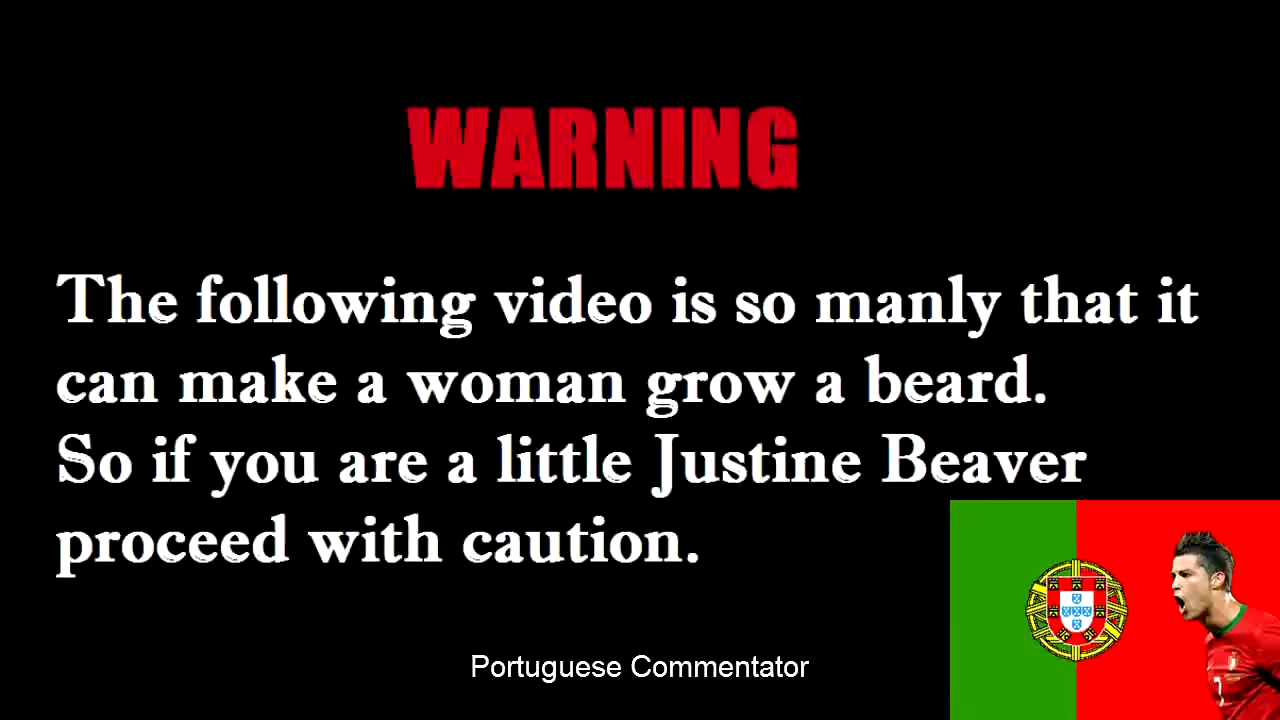 WARNING
The following video is so manly that it
can make a woman grow a beard.
So if you are a little Justine Beaver
proceed with caution.
Portuguese Commentator
7